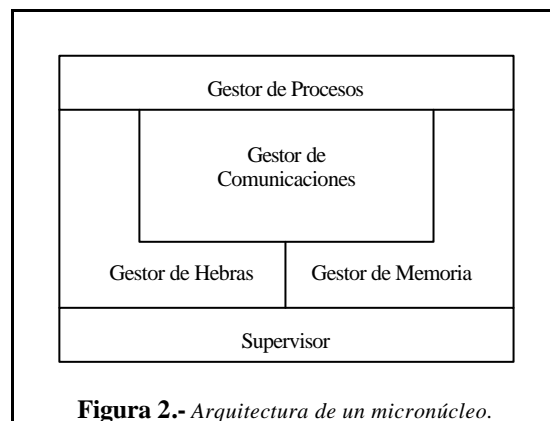 Gestor de Procesos
Gestor de
Comunicaciones
Gestor de Hebras
Gestor de Memoria
Supervisor
Figura 2.- Arquitectura de un micronúcleo.